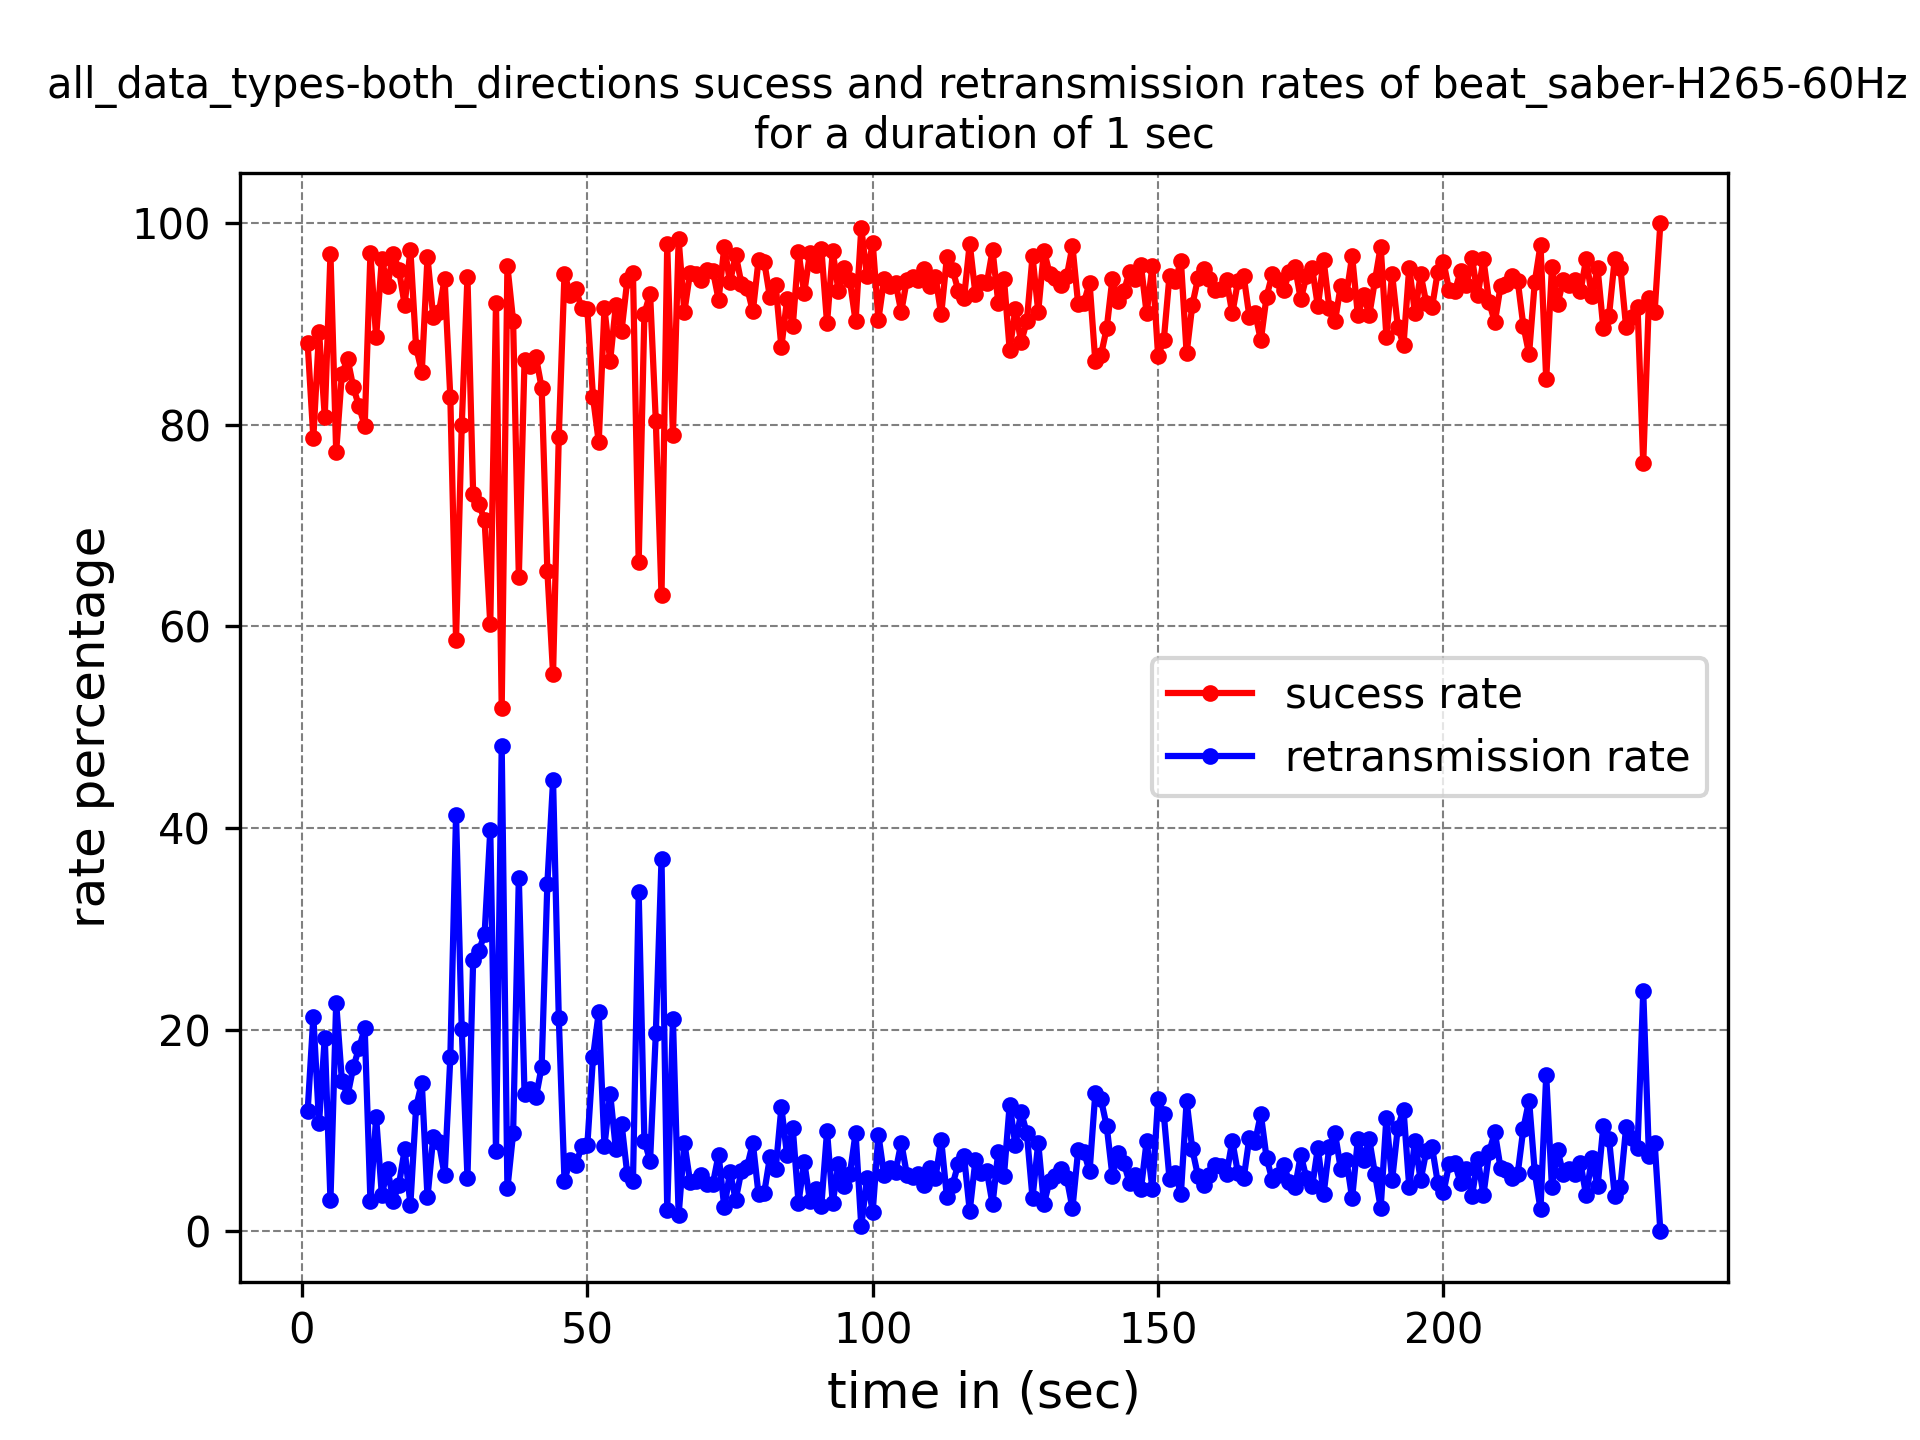 all_data_types-both_directions sucess and retransmission rates of beat_saber-H265-60Hz
for a duration of 1 sec
100
80
60
40
20
0
rate percentage
sucess rate
retransmission rate
0 50 100 150 200
time in (sec)